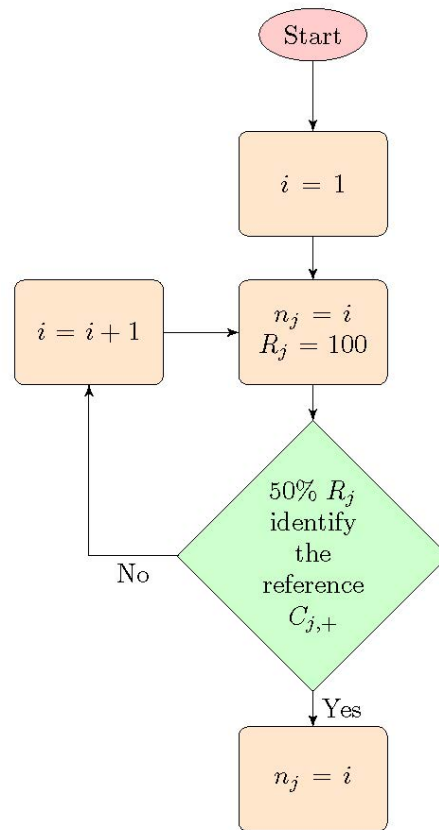 Start
i = 1
n_j = i
R_j = 100
i = i + 1
50% R_j
identify
the
reference
C_{j,+}
No
Yes
n_j = i